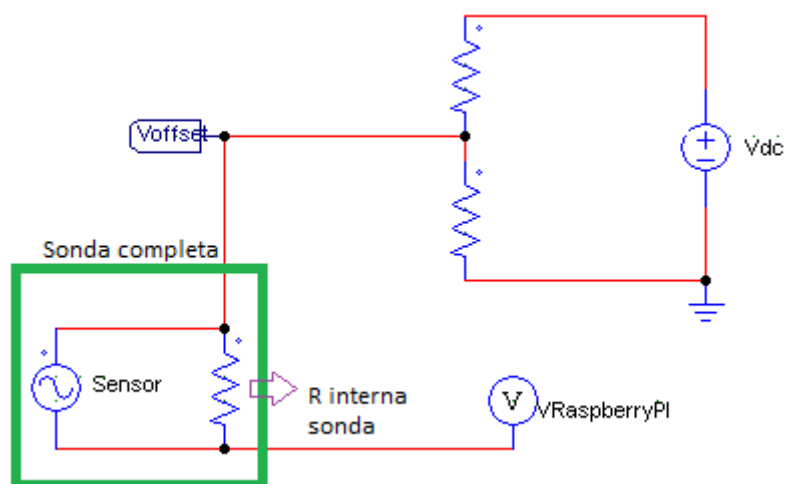 Voffset
Vdc
Sonda completa
Sensor
R interna
sonda
V
VRaspberryPI